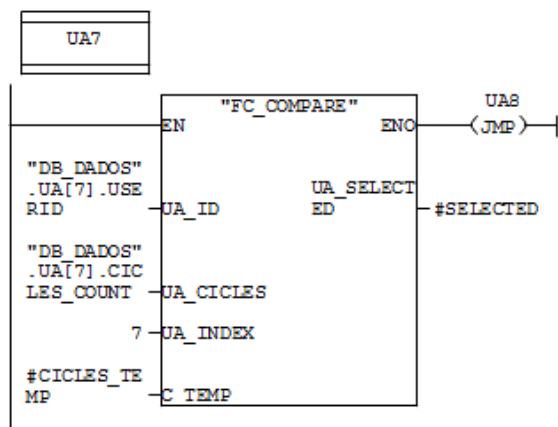 UA7
"FC_COMPARE"
EN
ENO
UA8
(JMP)
"DB_DADOS"
.UA[7].USE
RID
UA_ID
UA_SELECT
ED
#SELECTED
"DB_DADOS"
.UA[7].CIC
LES_COUNT
UA_CICLES
7
UA_INDEX
#CICLES_TE
MP
C_TEMP